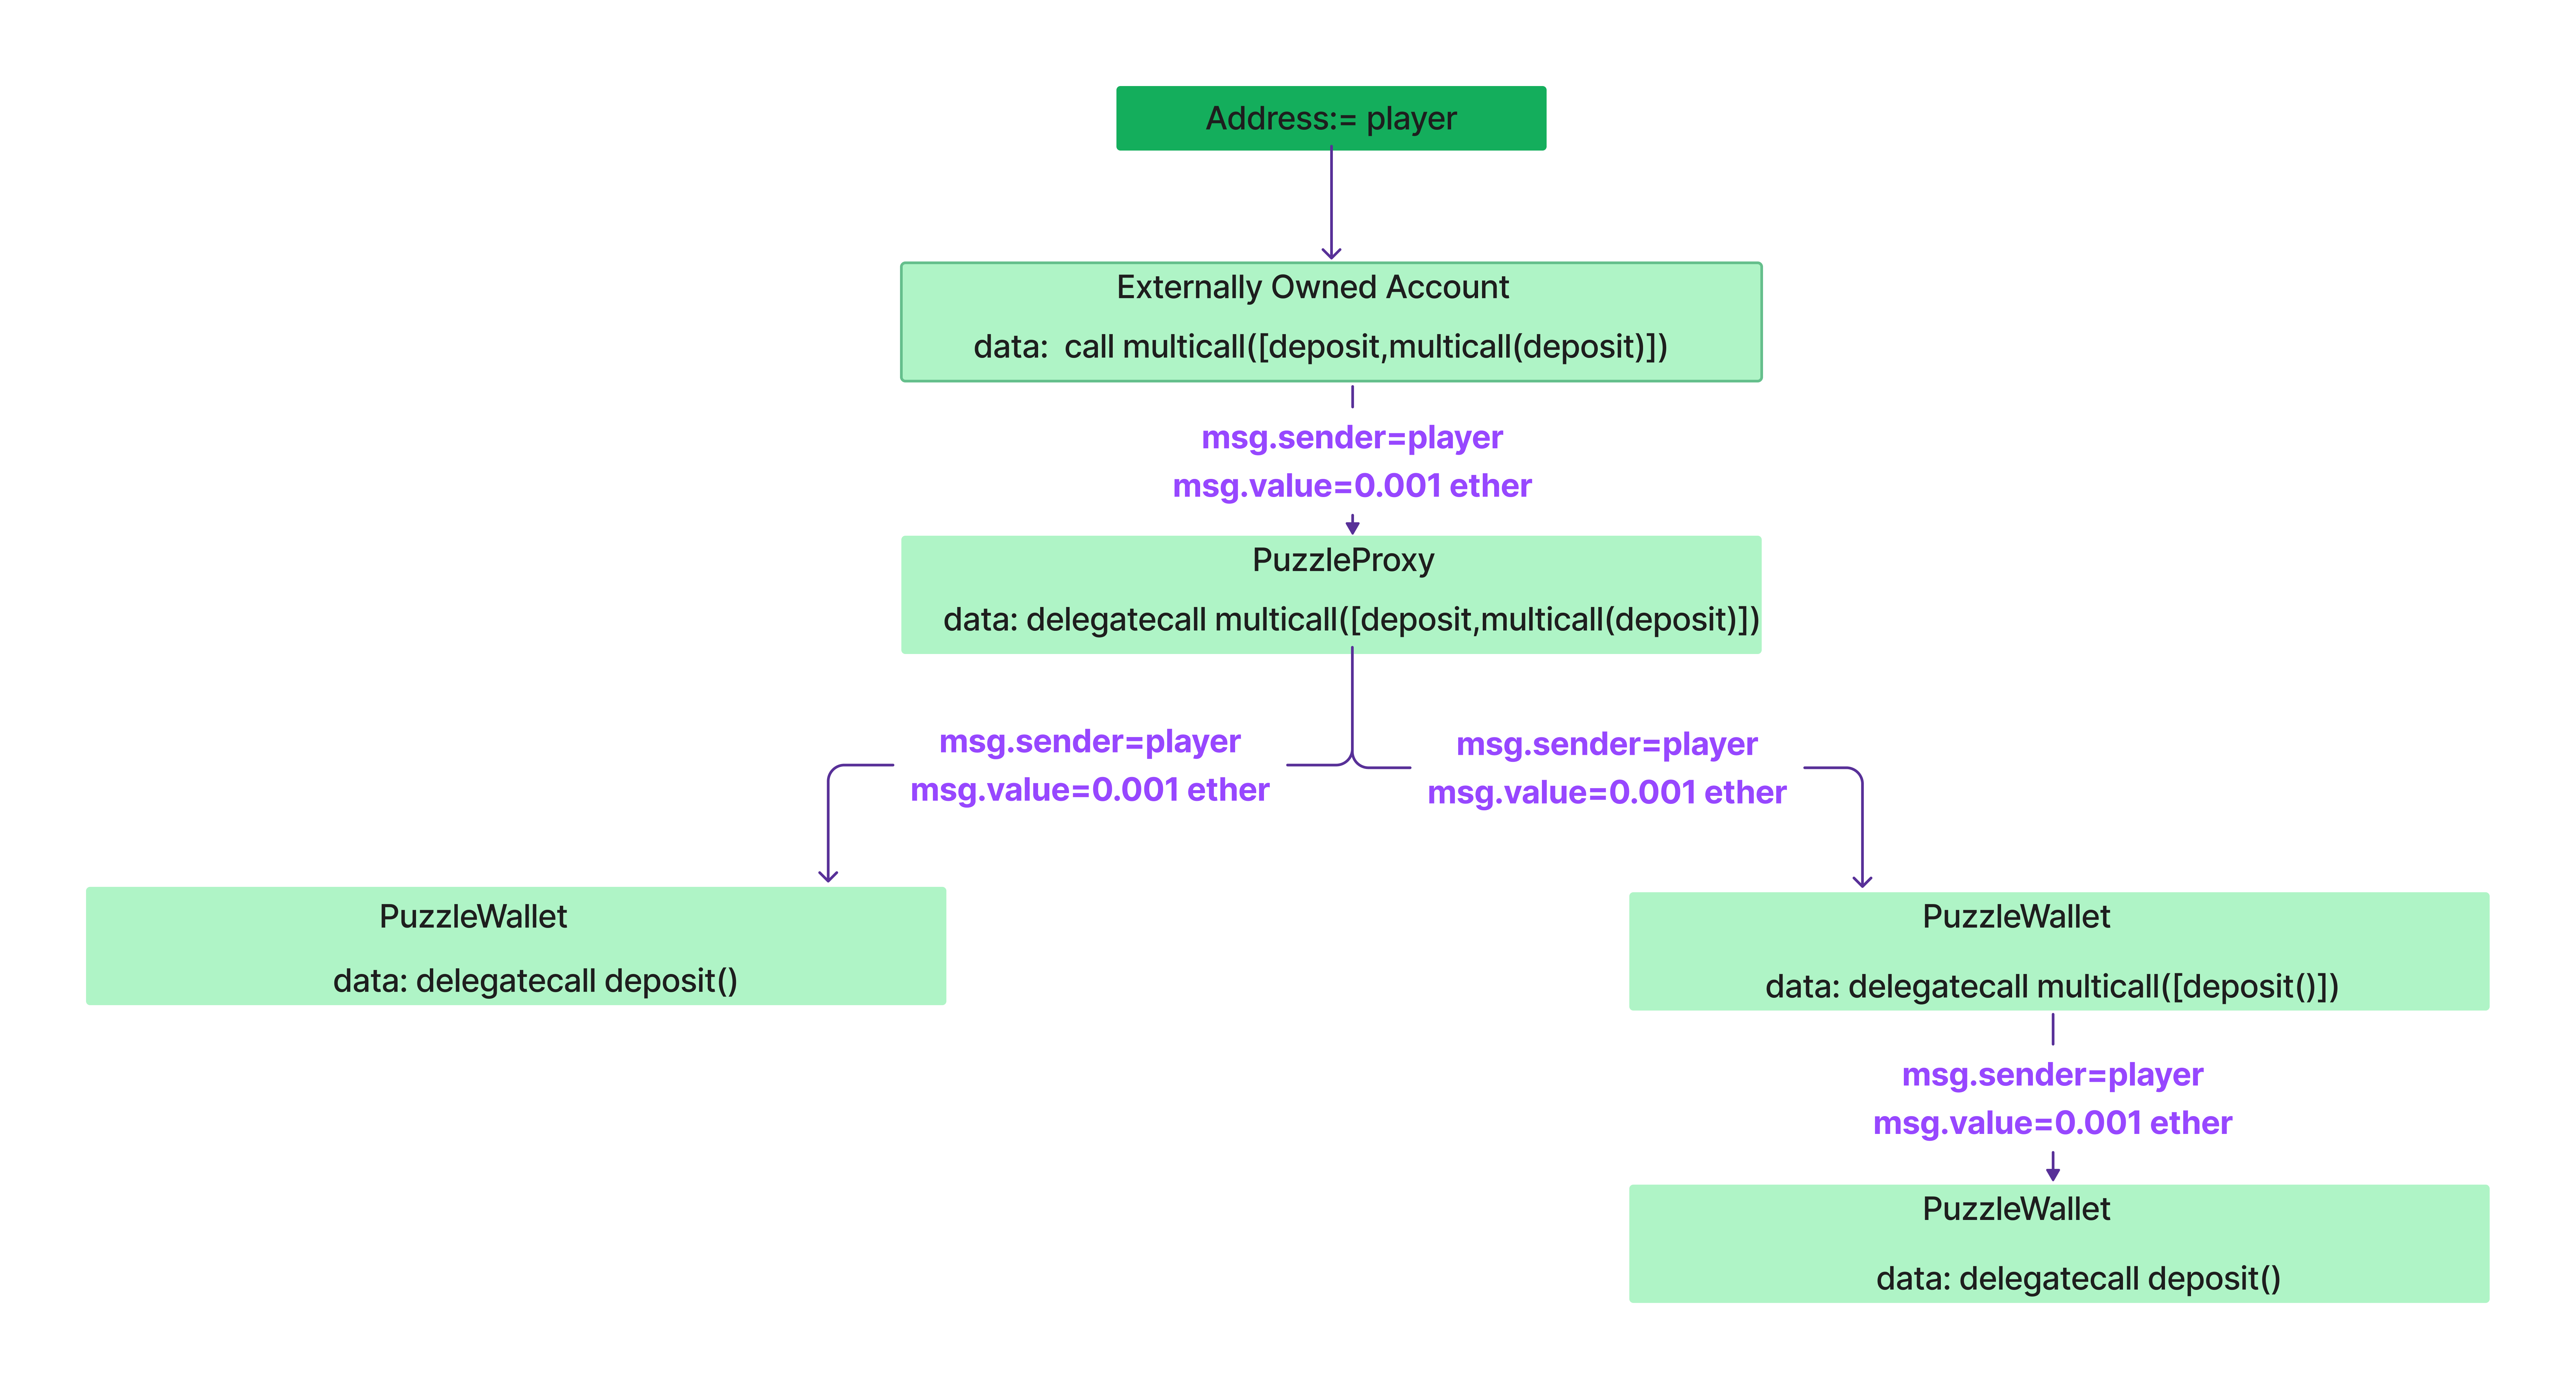 Address:= player
Externally Owned Account
data:  call multicall([deposit,multicall(deposit)])
msg.sender=player
msg.value=0.001 ether
PuzzleProxy
data: delegatecall multicall([deposit,multicall(deposit)])
msg.sender=player
msg.value=0.001 ether
msg.sender=player
msg.value=0.001 ether
PuzzleWallet
data: delegatecall deposit()
PuzzleWallet
data: delegatecall multicall([deposit()])
msg.sender=player
msg.value=0.001 ether
PuzzleWallet
data: delegatecall deposit()